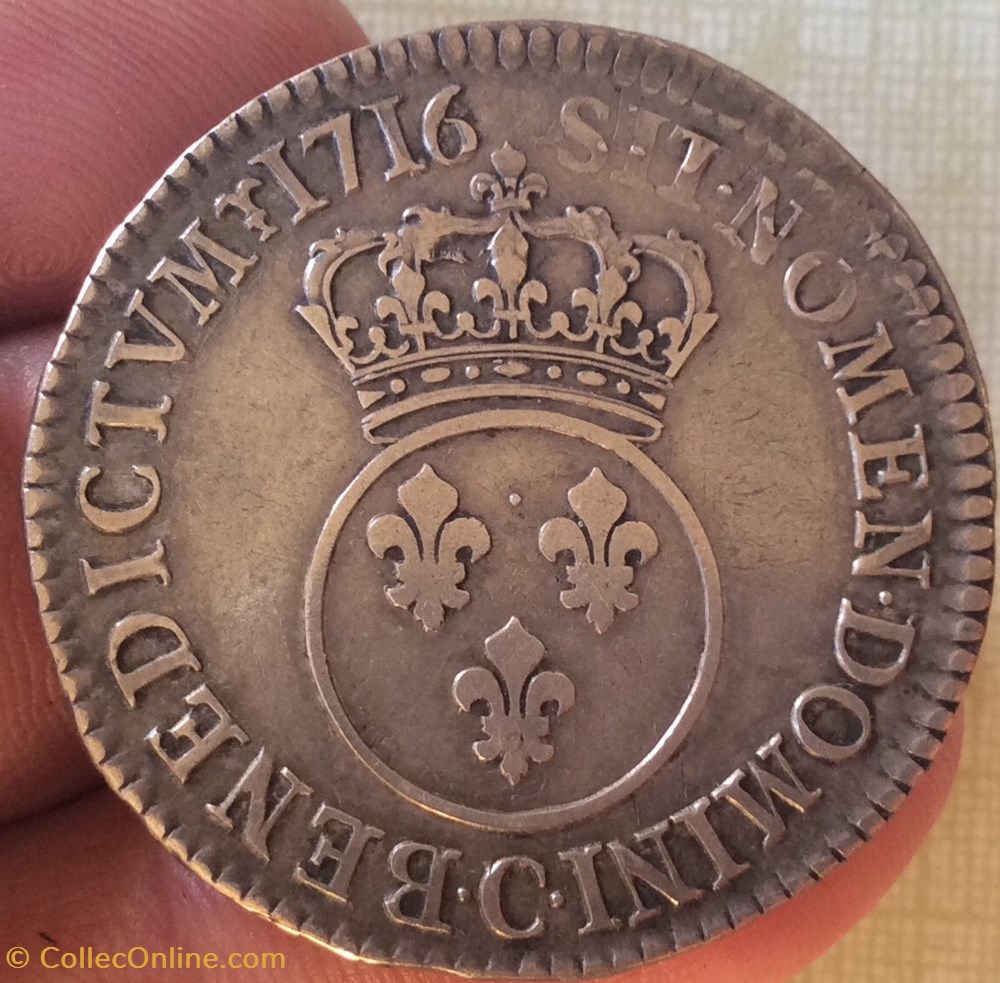 SIT·NOMEN·DOMINI·C·BENEDICTVM 1716
© CollecOnline.com